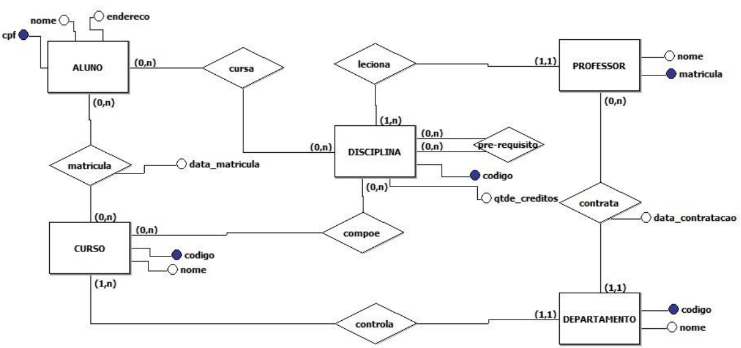 nome
endereco
cpf
ALUNO
(0,n)
cursa
leciona
(1,1)
PROFESSOR
nome
matricula
(0,n)
(0,n)
(1,n)
(0,n)
DISCIPLINA
(0,n)
(0,n)
pre-requisito
matricula
data_matricula
codigo
(0,n)
qtde_creditos
contrata
data_contratacao
(0,n)
CURSO
(0,n)
compoe
codigo
nome
(1,n)
(1,1)
controla
(1,1)
DEPARTAMENTO
codigo
nome